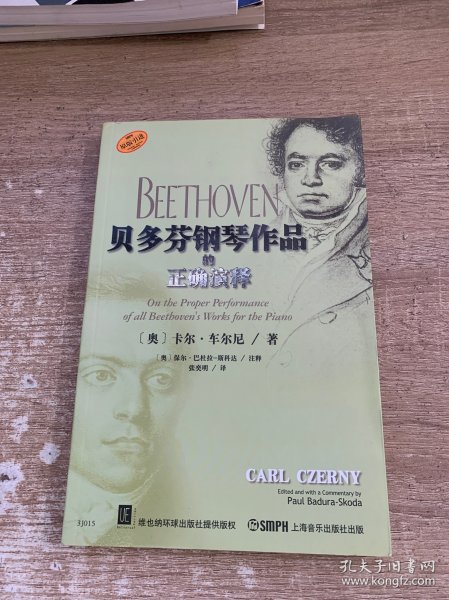 原版引进
BEETHOVEN
贝多芬钢琴作品
的
正确演释
On the Proper Performance
of all Beethoven's Works for the Piano
〔奥〕卡尔·车尔尼 / 著
〔奥〕保尔·巴杜拉-斯科达 / 注释
张奕明 / 译
CARL CZERNY
Edited and with a Commentary by
Paul Badura-Skoda
33015
UE
维也纳环球出版社提供版权
SMPH 上海音乐出版社出版
孔夫子旧书网
www.kongfz.com